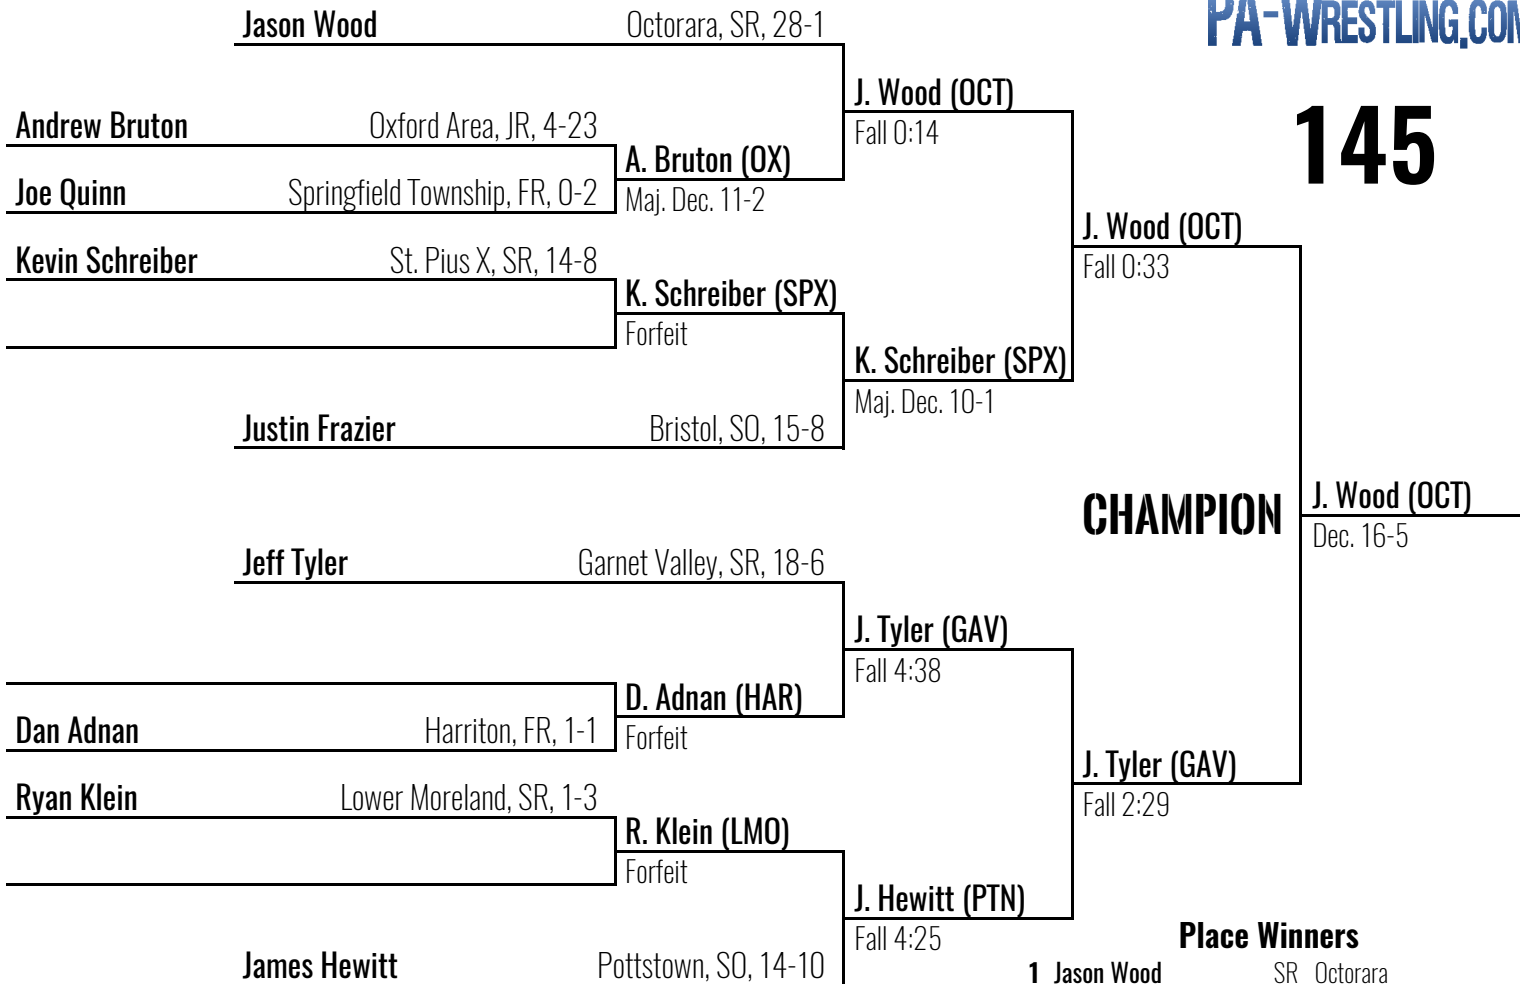 PA-WRESTLING.COM
Jason Wood Octorara, SR, 28-1
J. Wood (OCT)
Fall 0:14
145
Andrew Bruton Oxford Area, JR, 4-23
A. Bruton (OX)
Maj. Dec. 11-2
Joe Quinn Springfield Township, FR, 0-2
J. Wood (OCT)
Fall 0:33
Kevin Schreiber St. Pius X, SR, 14-8
K. Schreiber (SPX)
Forfeit
K. Schreiber (SPX)
Maj. Dec. 10-1
Justin Frazier Bristol, SO, 15-8
CHAMPION
J. Wood (OCT)
Dec. 16-5
Jeff Tyler Garnet Valley, SR, 18-6
J. Tyler (GAV)
Fall 4:38
D. Adnan (HAR)
Forfeit
Dan Adnan Harriton, FR, 1-1
J. Tyler (GAV)
Fall 2:29
Ryan Klein Lower Moreland, SR, 1-3
R. Klein (LMO)
Forfeit
J. Hewitt (PTN)
Fall 4:25
James Hewitt Pottstown, SO, 14-10
Place Winners
1 Jason Wood SR Octorara